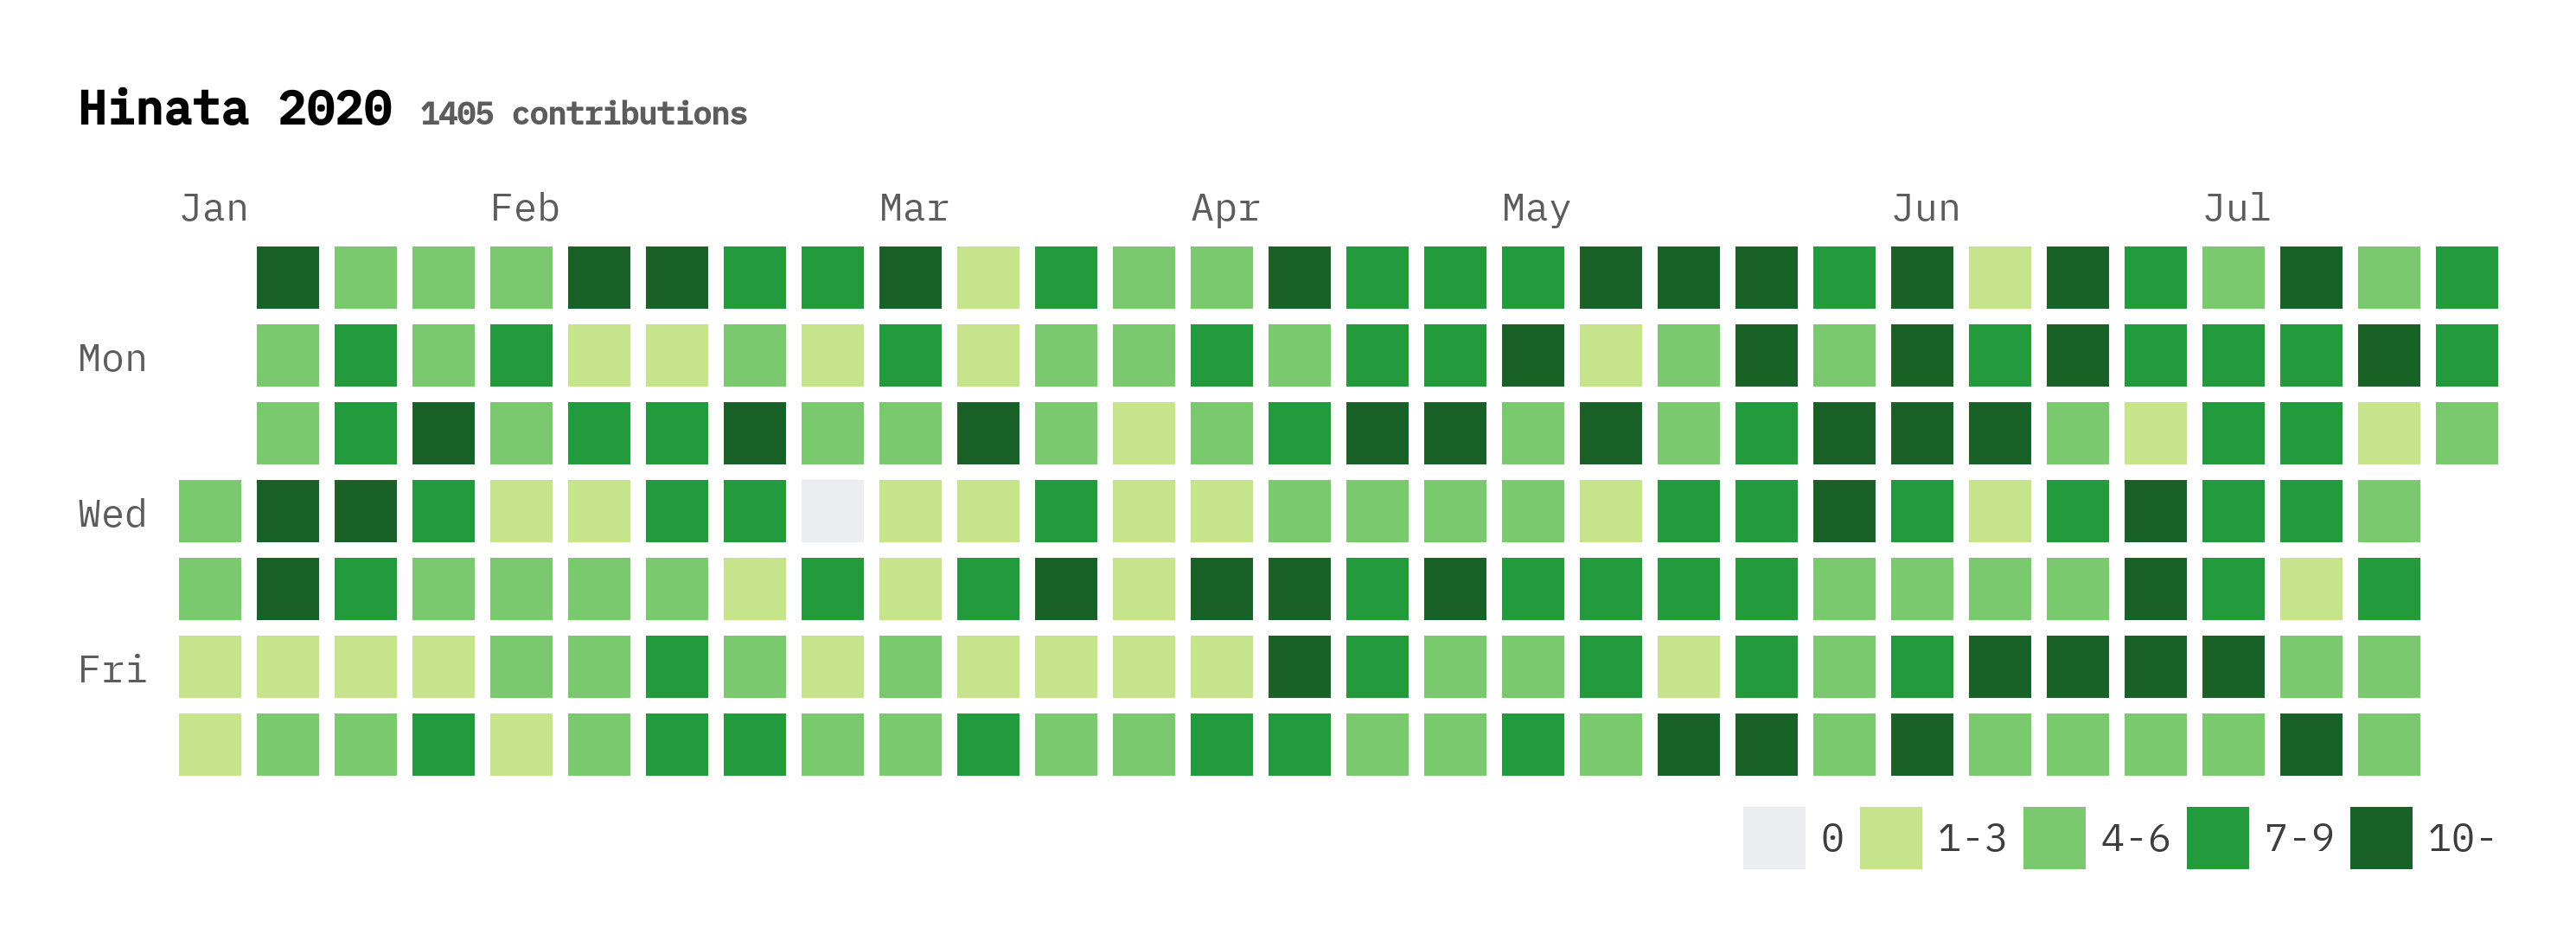 Hinata 2020 1405 contributions
Jan Feb Mar Apr May Jun Jul
Mon
Wed
Fri
0 1-3 4-6 7-9 10-